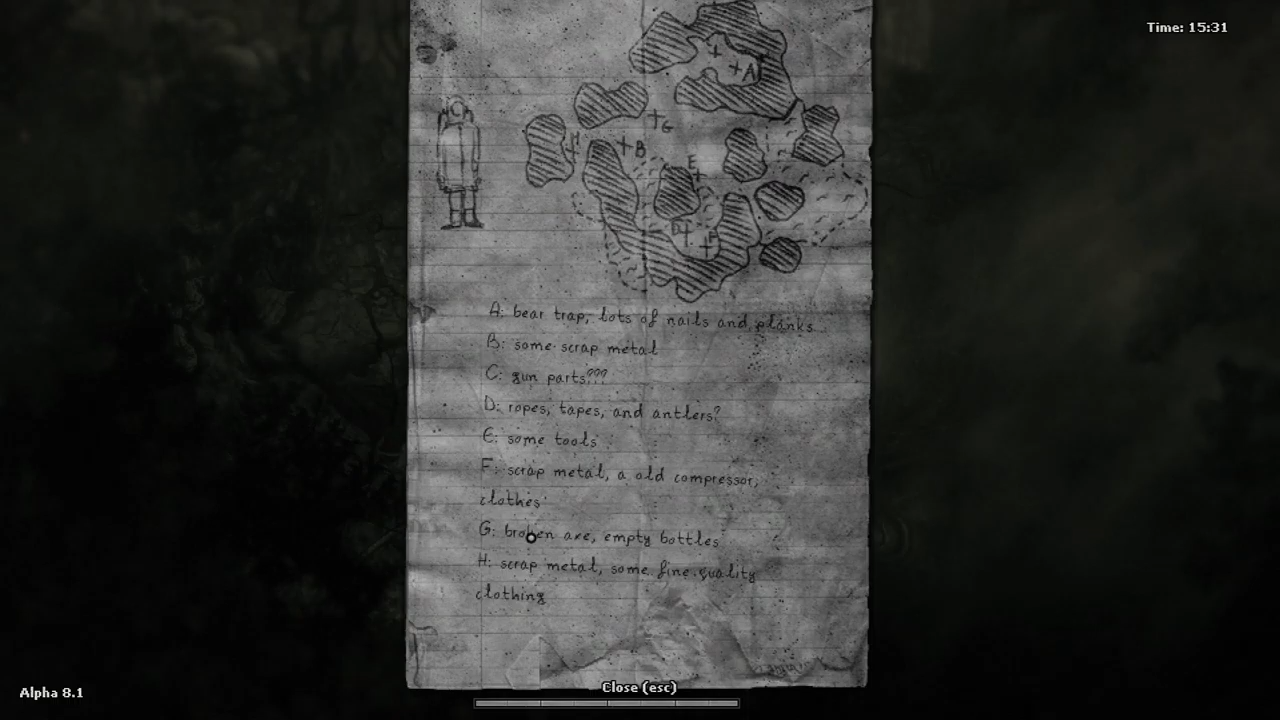 Time: 15:31
A
G
H
B
E
D
F
A: bear trap, lots of nails and planks...
B: some scrap metal
C: gun parts???
D: ropes, tapes, and antlers?
E: some tools
F: scrap metal, a old compressor,
clothes
G: broken axe, empty bottles
H: scrap metal, some fine quality
clothing
Close (esc)
Alpha 8.1